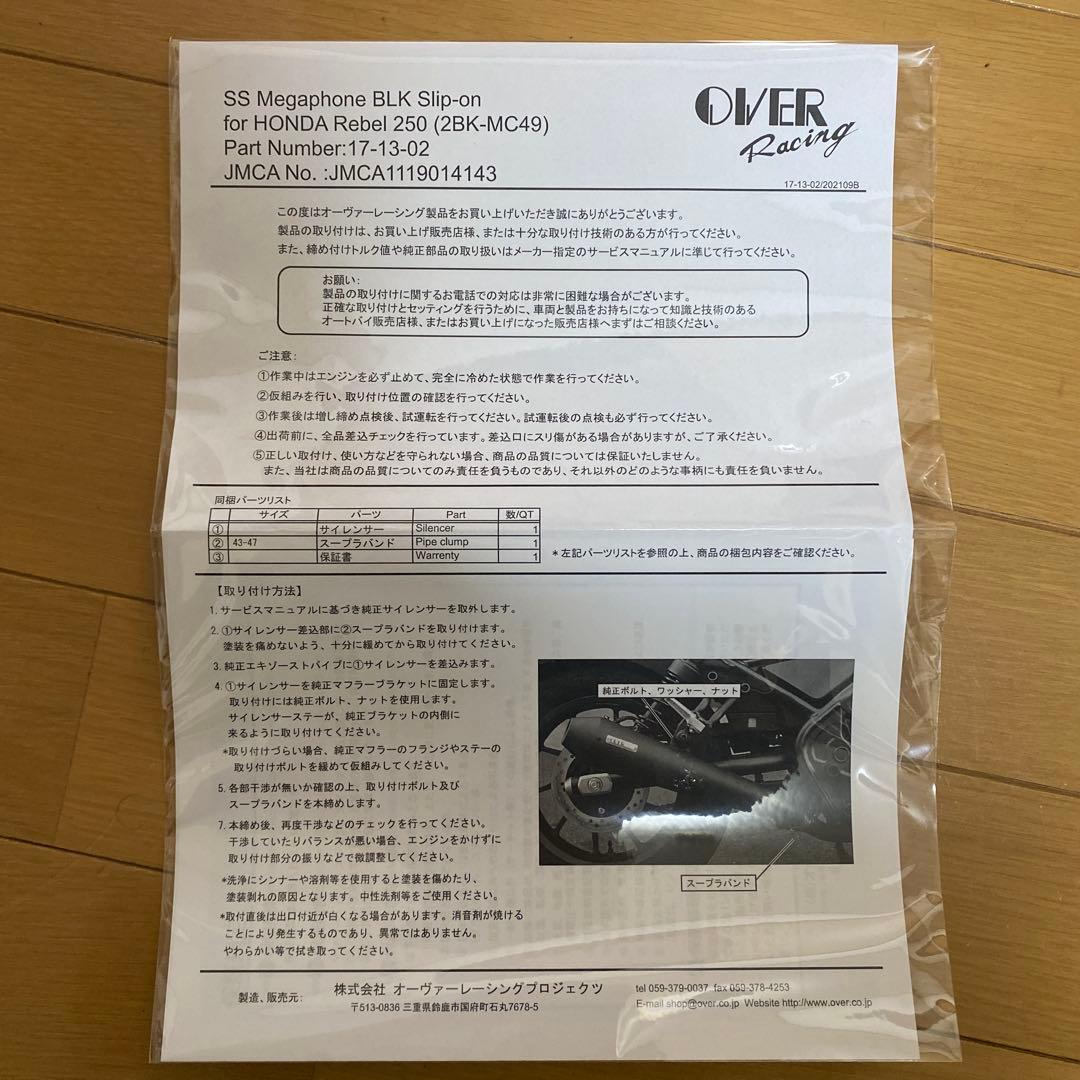 SS Megaphone BLK Slip-on
for HONDA Rebel 250 (2BK-MC49)
Part Number:17-13-02
JMCA No. :JMCA1119014143
OVER
Racing
17-13-02/202109B
この度はオーヴァーレーシング製品をお買い上げいただき誠にありがとうございます。
製品の取り付けは、お買い上げ販売店様、または十分な取り付け技術のある方が行ってください。
また、締め付けトルク値や純正部品の取り扱いはメーカー指定のサービスマニュアルに準じて行ってください。
お願い:
製品の取り付けに関するお電話での対応は非常に困難な場合がございます。
正確な取り付けとセッティングを行うために、車両と製品をお持ちになって知識と技術のある
オートバイ販売店様、またはお買い上げになった販売店様へまずはご相談ください。
ご注意:
①作業中はエンジンを必ず止めて、完全に冷めた状態で作業を行ってください。
②仮組みを行い、取り付け位置の確認を行ってください。
③作業後は増し締め点検後、試運転を行ってください。試運転後の点検も必ず行ってください。
④出荷前に、全品差込チェックを行っています。差込口にスリ傷がある場合がありますが、ご了承ください。
⑤正しい取付け、使い方などを守られない場合、商品の品質については保証いたしません。
また、当社は商品の品質についてのみ責任を負うものであり、それ以外のどのような事柄にも責任を負いません。
同梱パーツリスト
サイズ パーツ Part 数/QT
① サイレンサー Silencer 1
② 43-47 スープラバンド Pipe clump 1
③ 保証書 Warrenty 1
*左記パーツリストを参照の上、商品の梱包内容をご確認ください。
【取り付け方法】
1. サービスマニュアルに基づき純正サイレンサーを取外します。
2. ①サイレンサー差込部に②スープラバンドを取り付けます。
塗装を痛めないよう、十分に緩めてから取り付けてください。
3. 純正エキゾーストパイプに①サイレンサーを差込みます。
4. ①サイレンサーを純正マフラーブラケットに固定します。
取り付けには純正ボルト、ナットを使用します。
サイレンサーステーが、純正ブラケットの内側に
来るように取り付けてください。
*取り付けづらい場合、純正マフラーのフランジやステーの
取り付けボルトを緩めて仮組みしてください。
5. 各部干渉が無いか確認の上、取り付けボルト及び
スープラバンドを本締めします。
7. 本締め後、再度干渉などのチェックを行ってください。
干渉していたりバランスが悪い場合、エンジンをかけずに
取り付け部分の振りなどで微調整してください。
*洗浄にシンナーや溶剤等を使用すると塗装を傷めたり、
塗装剥れの原因となります。中性洗剤等をご使用ください。
*取付直後は出口付近が白くなる場合があります。消音剤が焼ける
ことにより発生するものであり、異常ではありません。
やわらかい等で拭き取ってください。
純正ボルト、ワッシャー、ナット
スープラバンド
製造、販売元:
株式会社 オーヴァーレーシングプロジェクツ
〒513-0836 三重県鈴鹿市国府町石丸7678-5
tel 059-379-0037 fax 059-378-4253
E-mail shop@over.co.jp Website http://www.over.co.jp